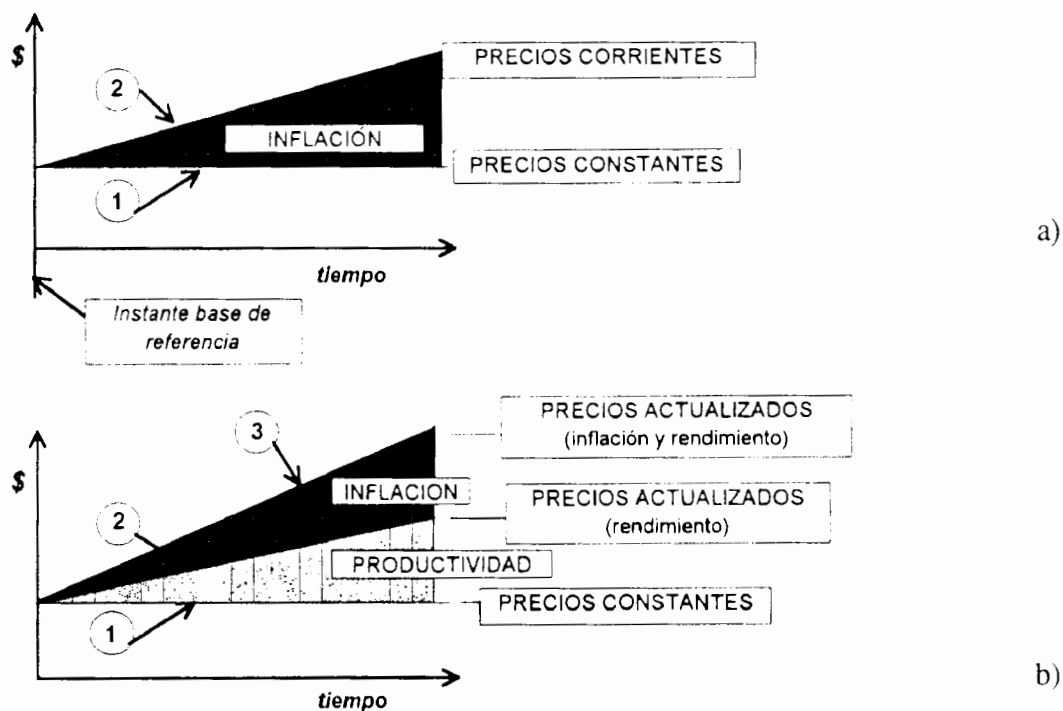 $
PRECIOS CORRIENTES
2
INFLACIÓN
PRECIOS CONSTANTES
1
a)
tiempo
Instante base de
referencia
PRECIOS ACTUALIZADOS
(inflación y rendimiento)
3
$
INFLACION
PRECIOS ACTUALIZADOS
(rendimiento)
2
PRODUCTIVIDAD
PRECIOS CONSTANTES
1
b)
tiempo